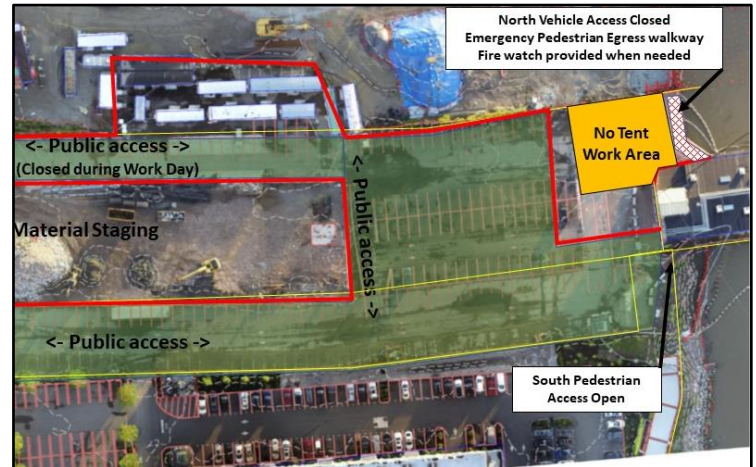 North Vehicle Access Closed
Emergency Pedestrian Egress walkway
Fire watch provided when needed
No Tent
Work Area
<- Public access ->
(Closed during Work Day)
<- Public access ->
Material Staging
<- Public access ->
South Pedestrian
Access Open